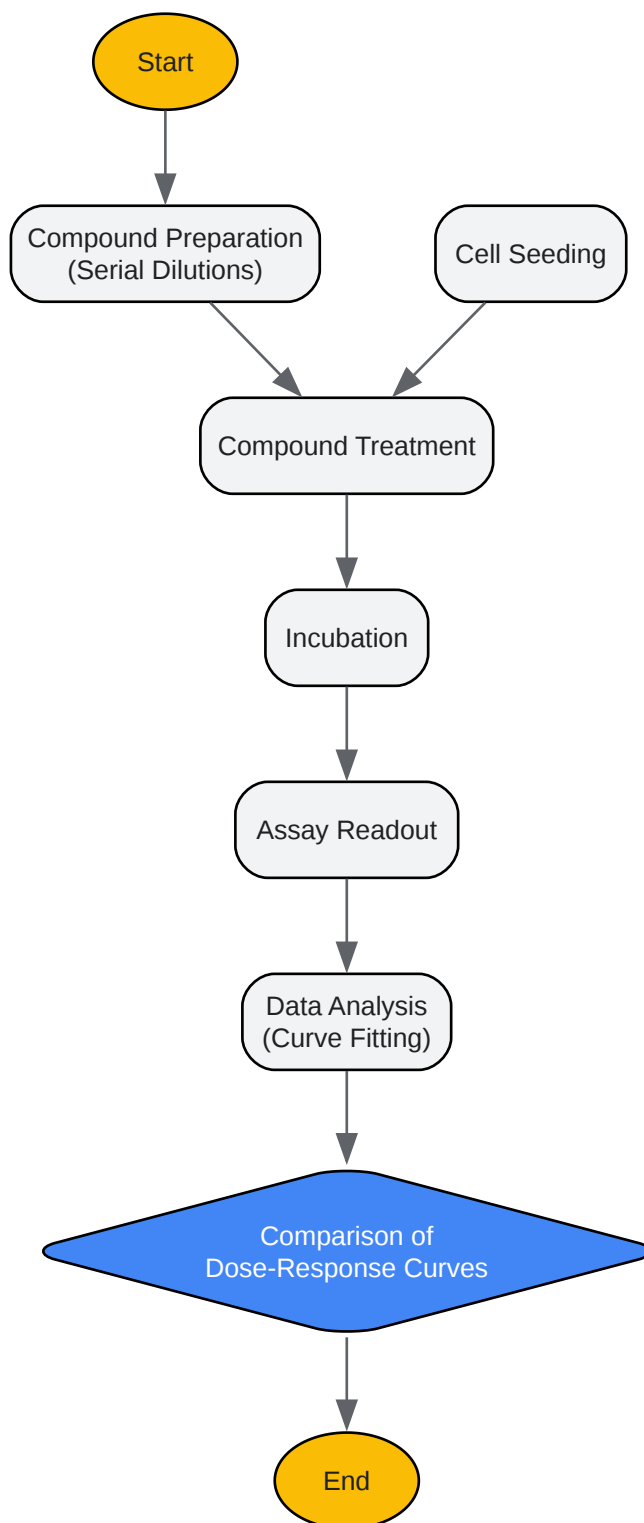 Start
Compound Preparation
(Serial Dilutions)
Cell Seeding
Compound Treatment
Incubation
Assay Readout
Data Analysis
(Curve Fitting)
Comparison of
Dose-Response Curves
End